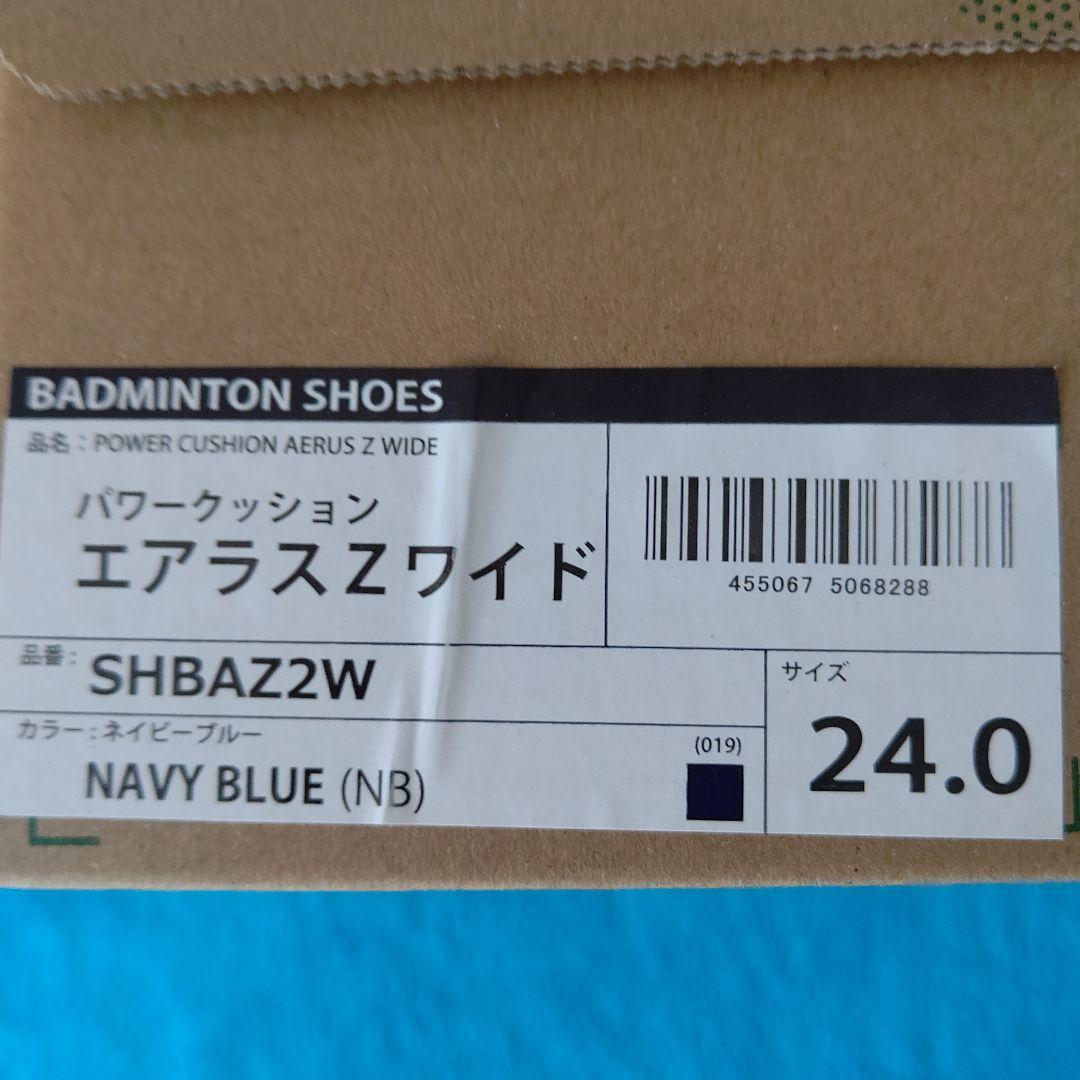 BADMINTON SHOES
品名：POWER CUSHION AERUS Z WIDE
パワークッション
エアラスZワイド
455067 5068288
品番：SHBAZ2W
カラー：ネイビーブルー
NAVY BLUE (NB)
(019)
サイズ
24.0